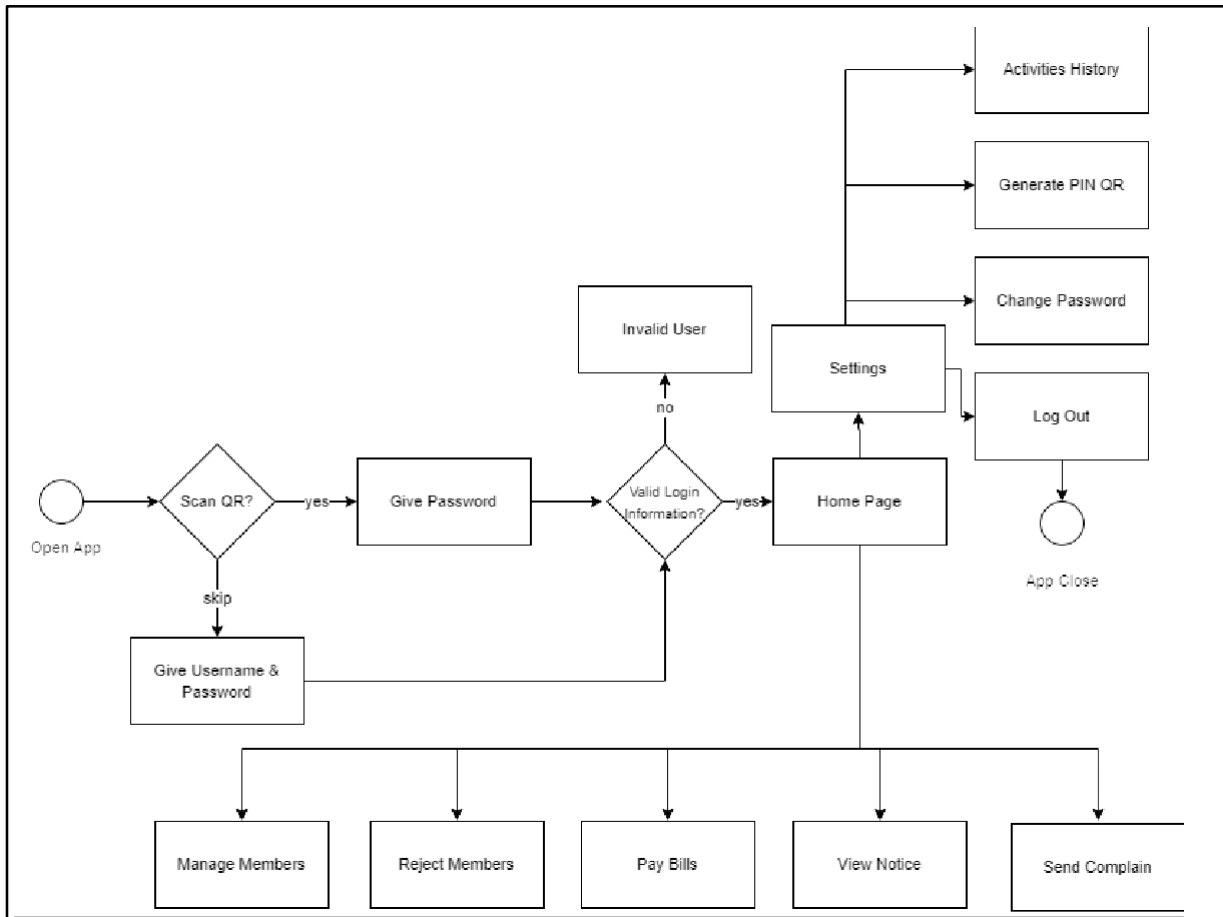 Activities History
Generate PIN QR
Change Password
Invalid User
Settings
Log Out
no
Scan QR?
yes
Give Password
Valid Login
Information?
yes
Home Page
Open App
App Close
skip
Give Username &
Password
Manage Members
Reject Members
Pay Bills
View Notice
Send Complain